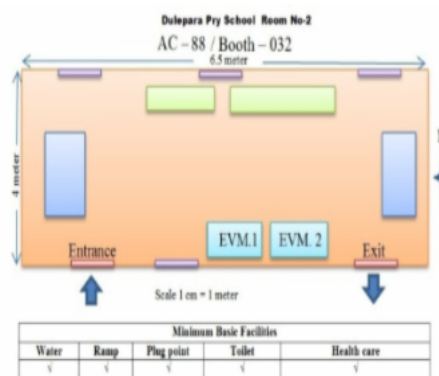 Dulepara Pry School Room No-2
AC – 88 / Booth – 032
6.5 meter
4 meter
EVM.1 EVM. 2
Entrance Exit
Scale 1 cm = 1 meter
Minimum Basic Facilities
Water Ramp Plug point Toilet Health care
√ √ √ √ √